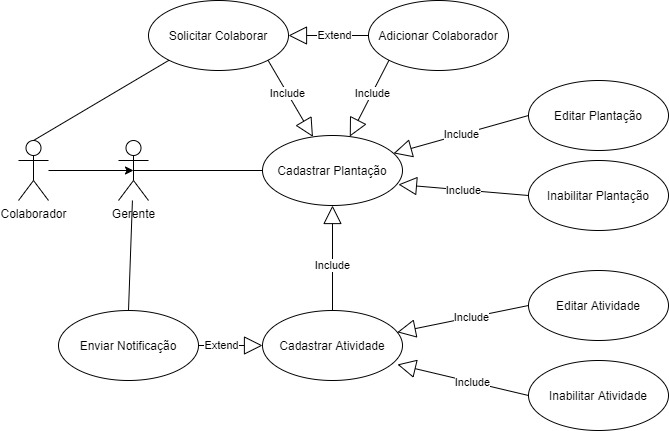 Solicitar Colaborar
Extend
Adicionar Colaborador
Include
Include
Editar Plantação
Include
Cadastrar Plantação
Include
Inabilitar Plantação
Colaborador
Gerente
Include
Editar Atividade
Include
Enviar Notificação
Extend
Cadastrar Atividade
Include
Inabilitar Atividade